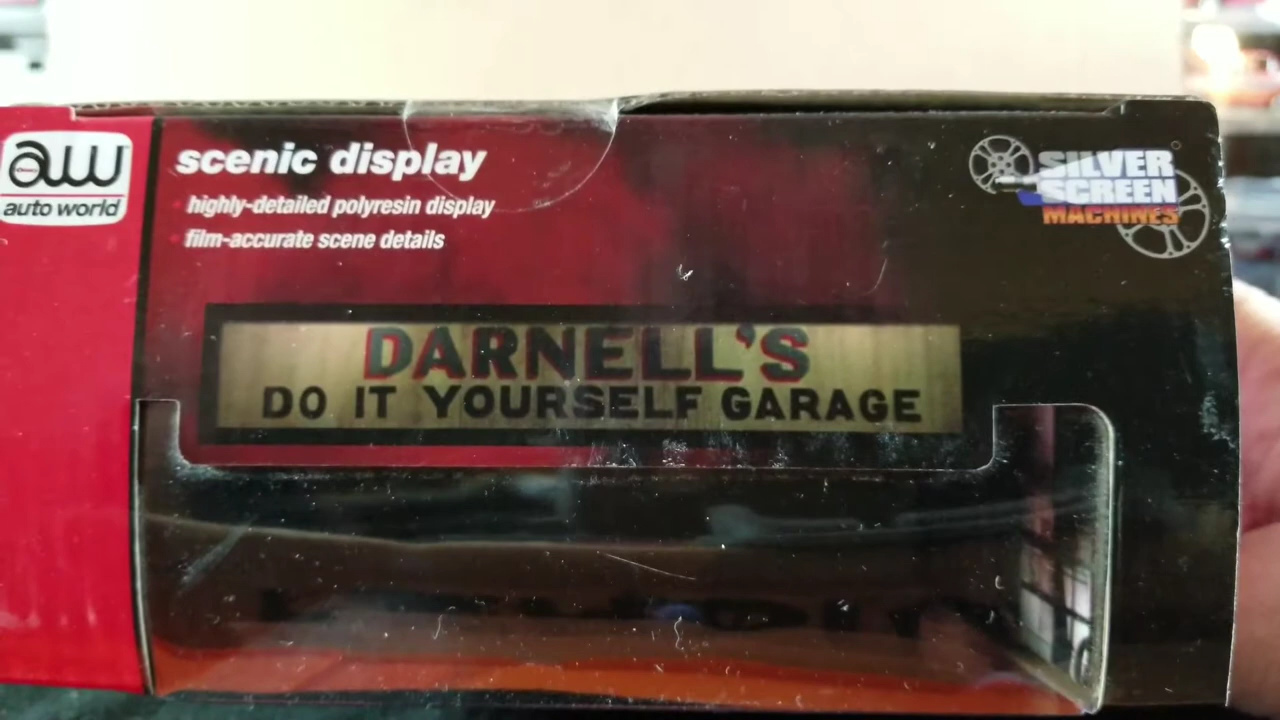 aw
auto world
scenic display
highly-detailed polyresin display
film-accurate scene details
SILVER
SCREEN
MACHINES
DARNELL'S
DO IT YOURSELF GARAGE